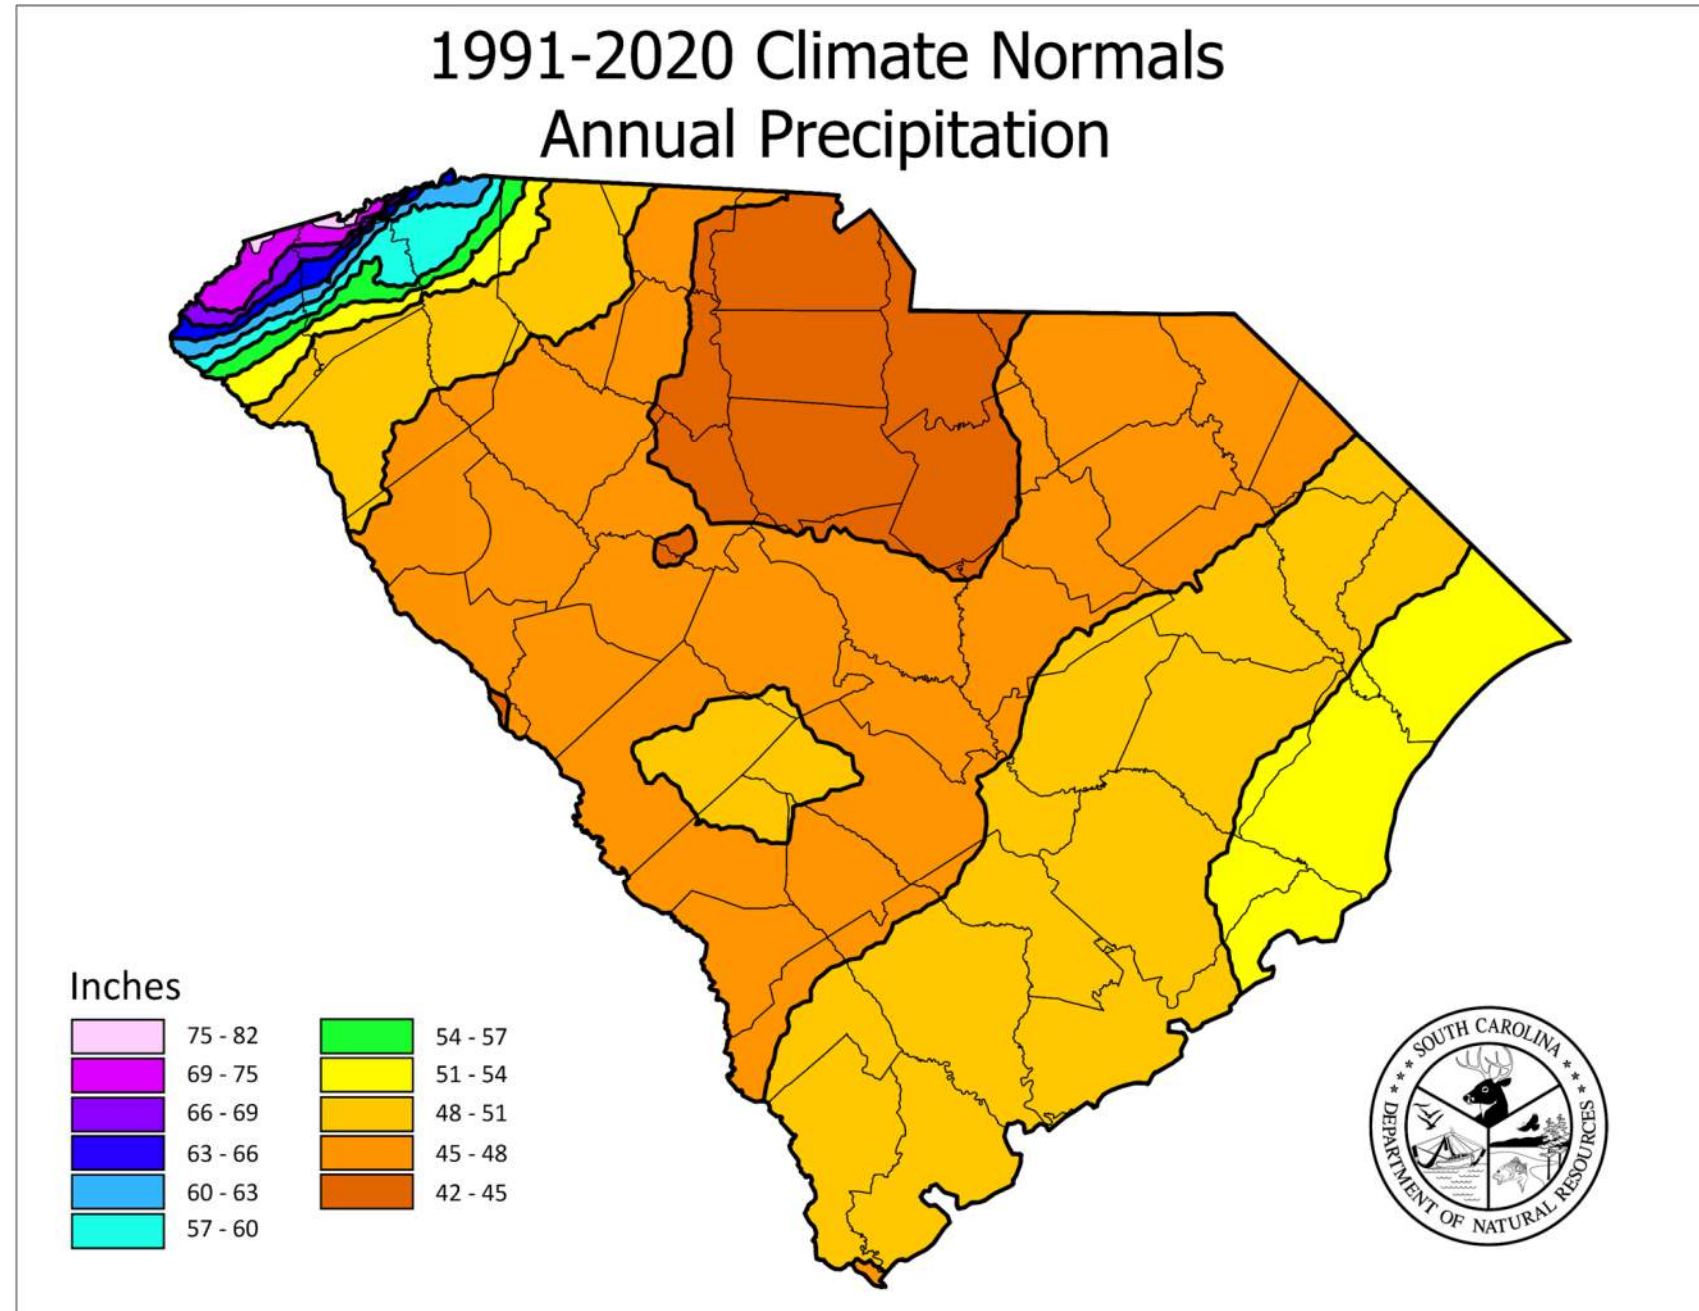 1991-2020 Climate Normals
Annual Precipitation
Inches
75 - 82
69 - 75
66 - 69
63 - 66
60 - 63
57 - 60
54 - 57
51 - 54
48 - 51
45 - 48
42 - 45
SOUTH CAROLINA
DEPARTMENT OF NATURAL RESOURCES